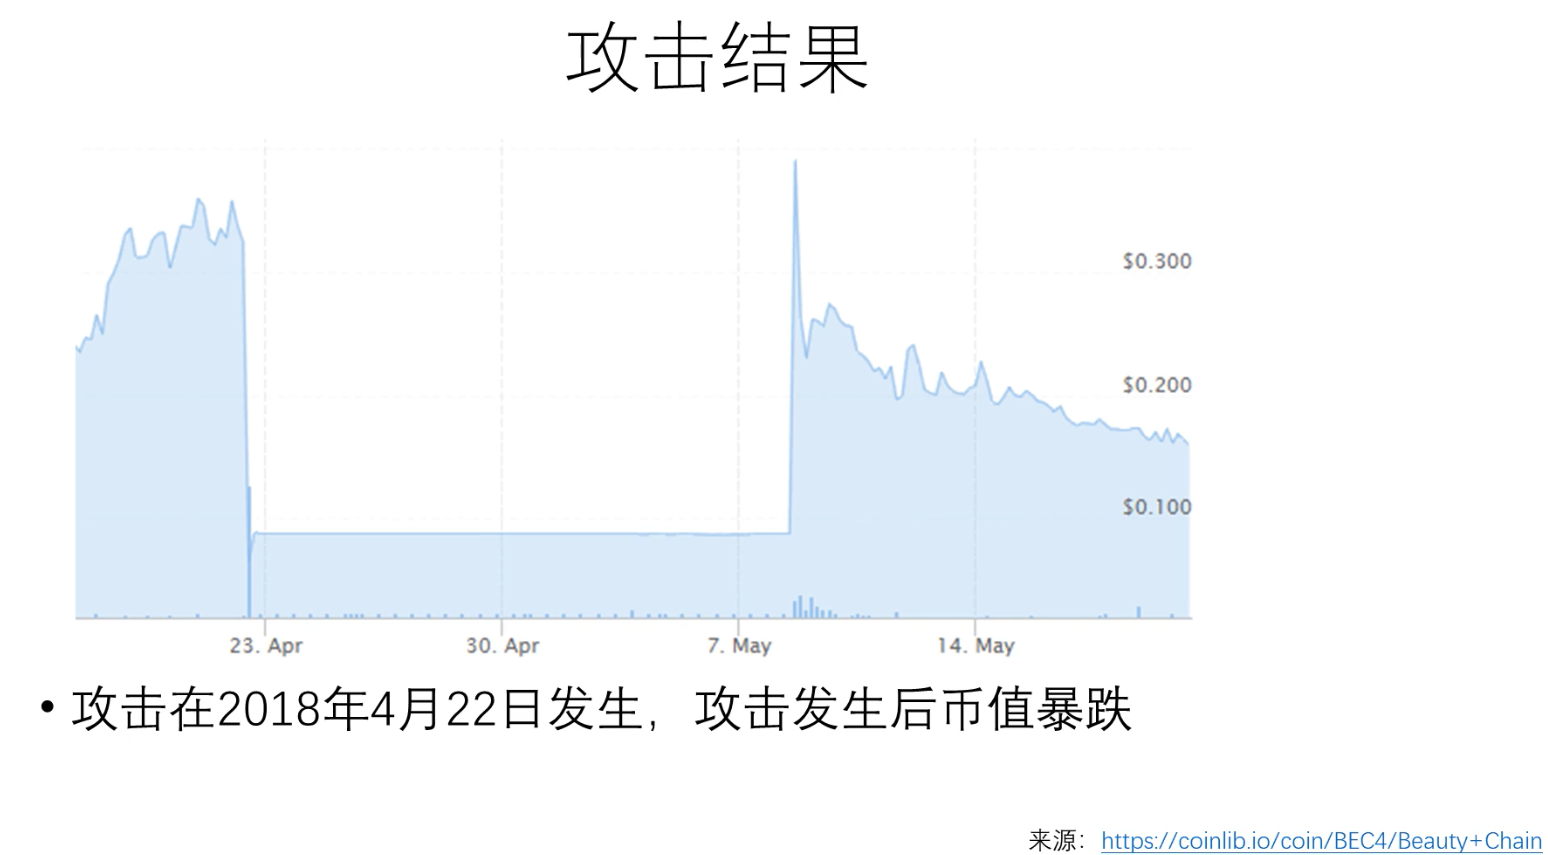 攻击结果
$0.300
$0.200
$0.100
23. Apr 30. Apr 7. May 14. May
• 攻击在2018年4月22日发生，攻击发生后币值暴跌
来源：https://coinlib.io/coin/BEC4/Beauty+Chain